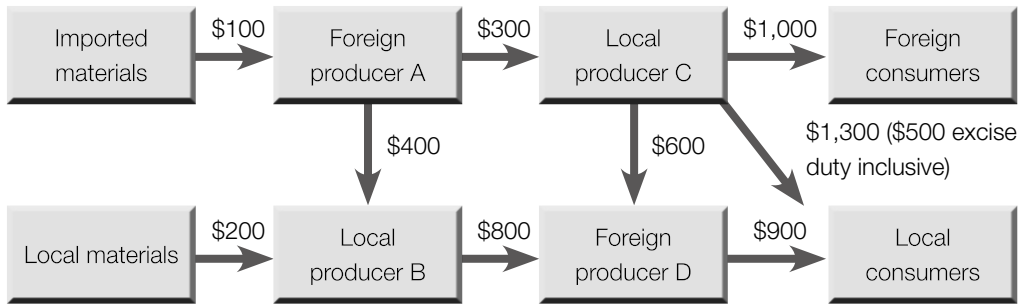 Imported
materials
$100
Foreign
producer A
$300
Local
producer C
$1,000
Foreign
consumers
$400
$600
$1,300 ($500 excise
duty inclusive)
Local materials
$200
Local
producer B
$800
Foreign
producer D
$900
Local
consumers